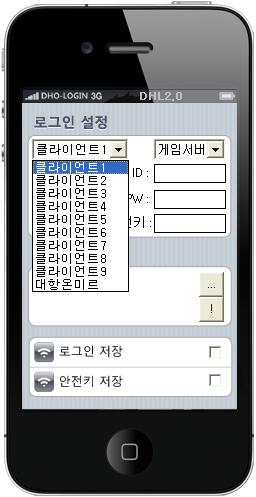 DHO-LOGIN 3G DHL2,0
로그인 설정
클라이언트1 게임서버
클라이언트1
클라이언트2 ID :
클라이언트3
클라이언트4 PW :
클라이언트5
클라이언트6 전키 :
클라이언트7
클라이언트8
클라이언트9
대항온미르
...
!
로그인 저장
안전키 저장